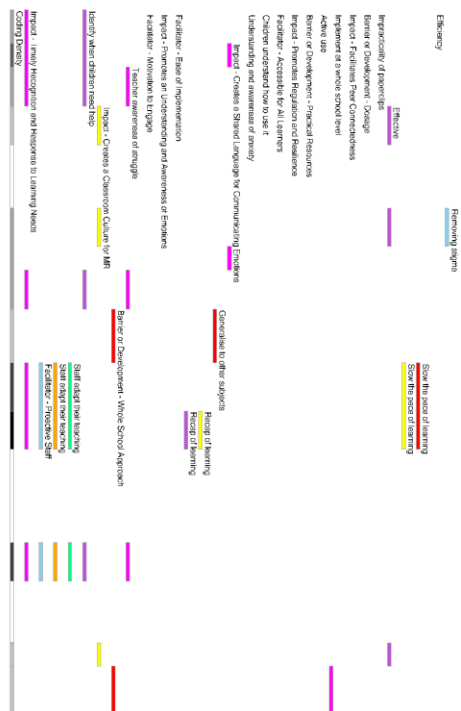 Removing stigma
Efficiency
Slow the pace of learning
Slow the pace of learning
Effective
Impracticality of paperclips
Barrier or Development - Dosage
Impact - Facilitates Peer Connectedness
Implement at a whole school level
Active use
Barrier or Development - Practical Resources
Impact - Promotes Regulation and Resilience
Facilitator - Accessible for All Learners
Children understand how to use it
Understanding and awareness of anxiety
Impact - Creates a Shared Language for Communicating Emotions
Generalise to other subjects
Recap of learning
Recap of learning
Facilitator - Ease of Implementation
Impact - Promotes an Understanding and Awareness of Emotions
Facilitator - Motivation to Engage
Teacher awareness of struggle
Barrier or Development - Whole School Approach
Impact - Creates a Classroom Culture for MR
Identify when children need help
Staff adapt their teaching
Staff adapt their teaching
Facilitator - Proactive Staff
Impact - Timely Recognition and Response to Learning Needs
Coding Density